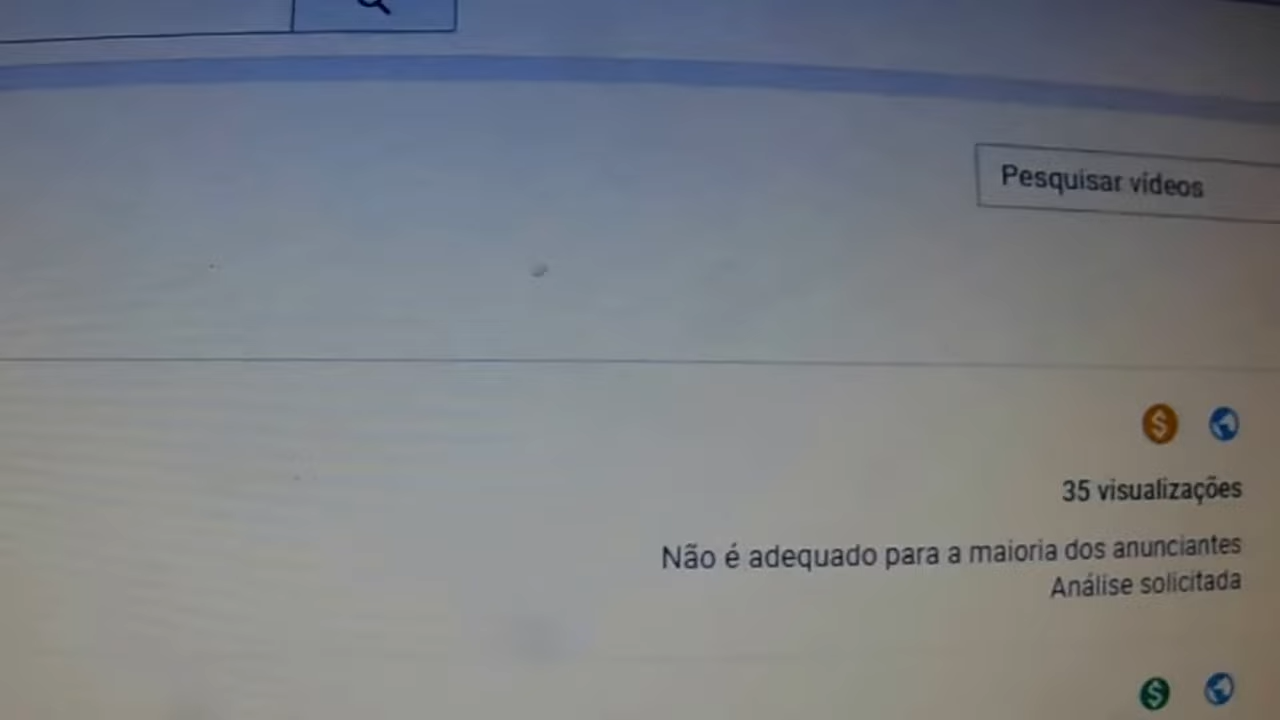 Pesquisar vídeos
35 visualizações
Não é adequado para a maioria dos anunciantes
Análise solicitada